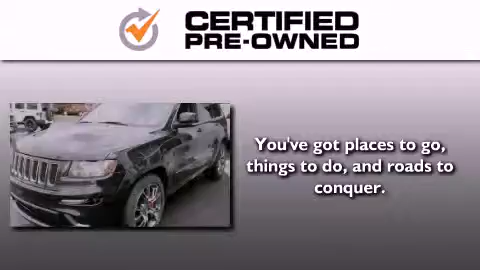 CERTIFIED
PRE-OWNED
You've got places to go,
things to do, and roads to
conquer.